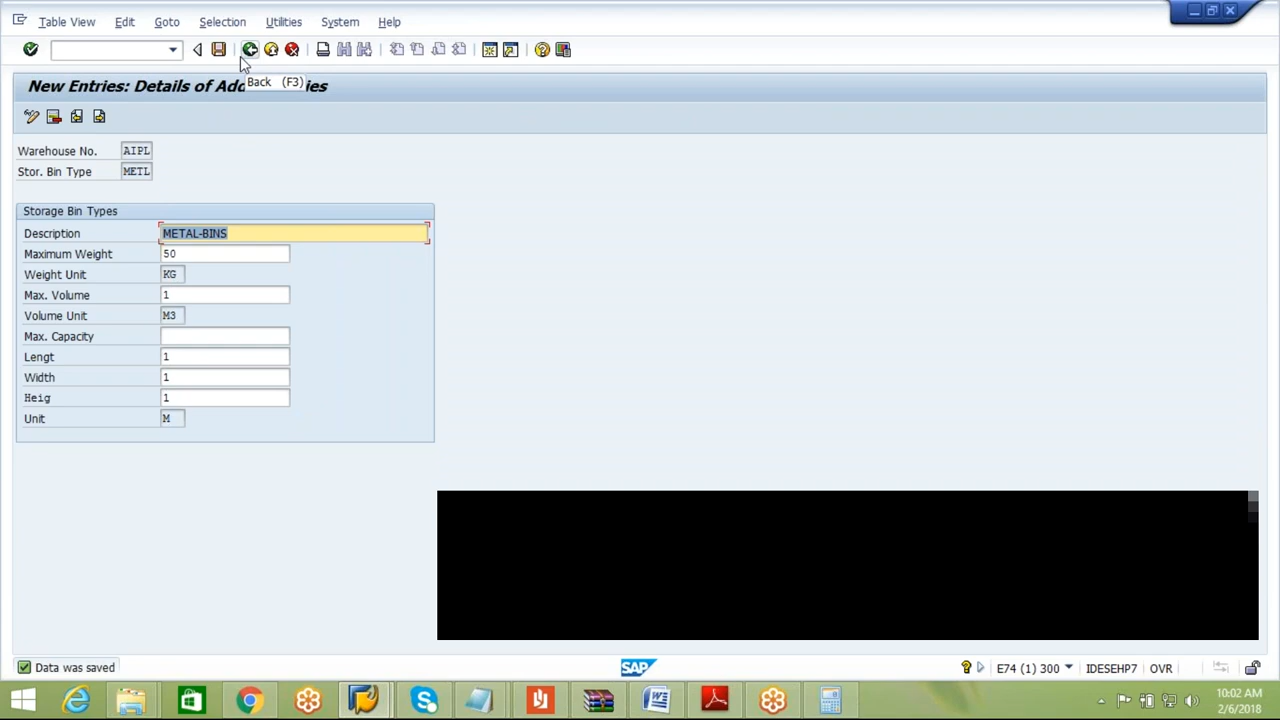 Table View Edit Goto Selection Utilities System Help
Back (F3)
New Entries: Details of Add ies
Warehouse No. AIPL
Stor. Bin Type METL
Storage Bin Types
Description METAL-BINS
Maximum Weight 50
Weight Unit KG
Max. Volume 1
Volume Unit M3
Max. Capacity
Lengt 1
Width 1
Heig 1
Unit M
Data was saved SAP E74 (1) 300 IDESEHP7 OVR
10:02 AM
2/6/2018